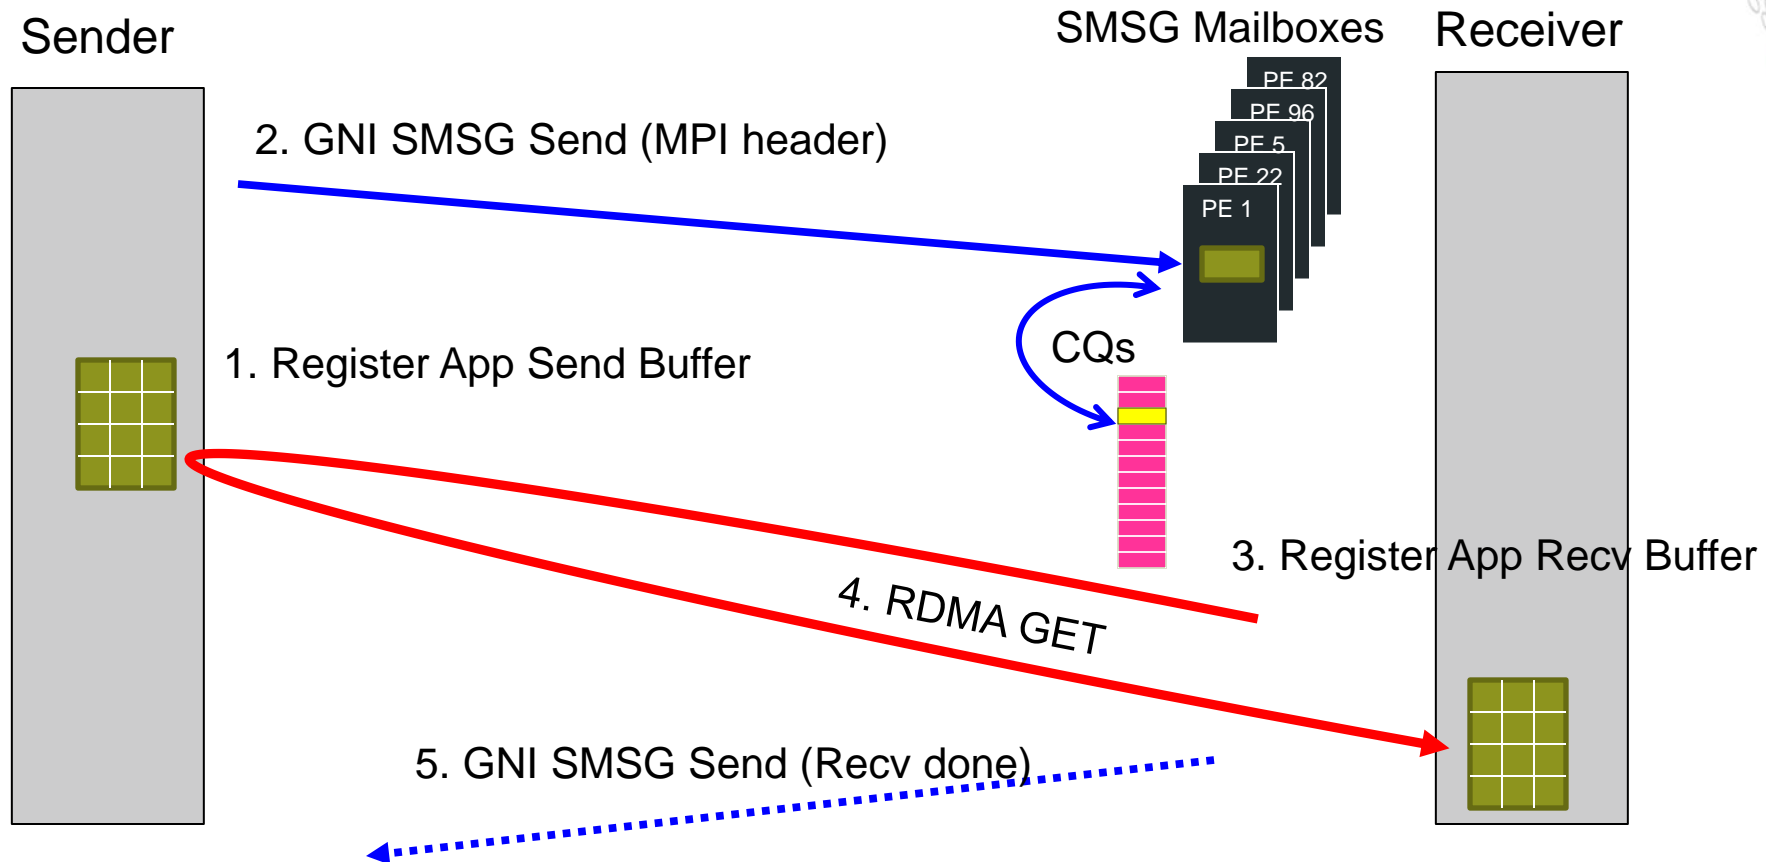 Sender
SMSG Mailboxes
Receiver
PE 82
PE 96
PE 5
PE 22
PE 1
2. GNI SMSG Send (MPI header)
CQs
1. Register App Send Buffer
3. Register App Recv Buffer
4. RDMA GET
5. GNI SMSG Send (Recv done)